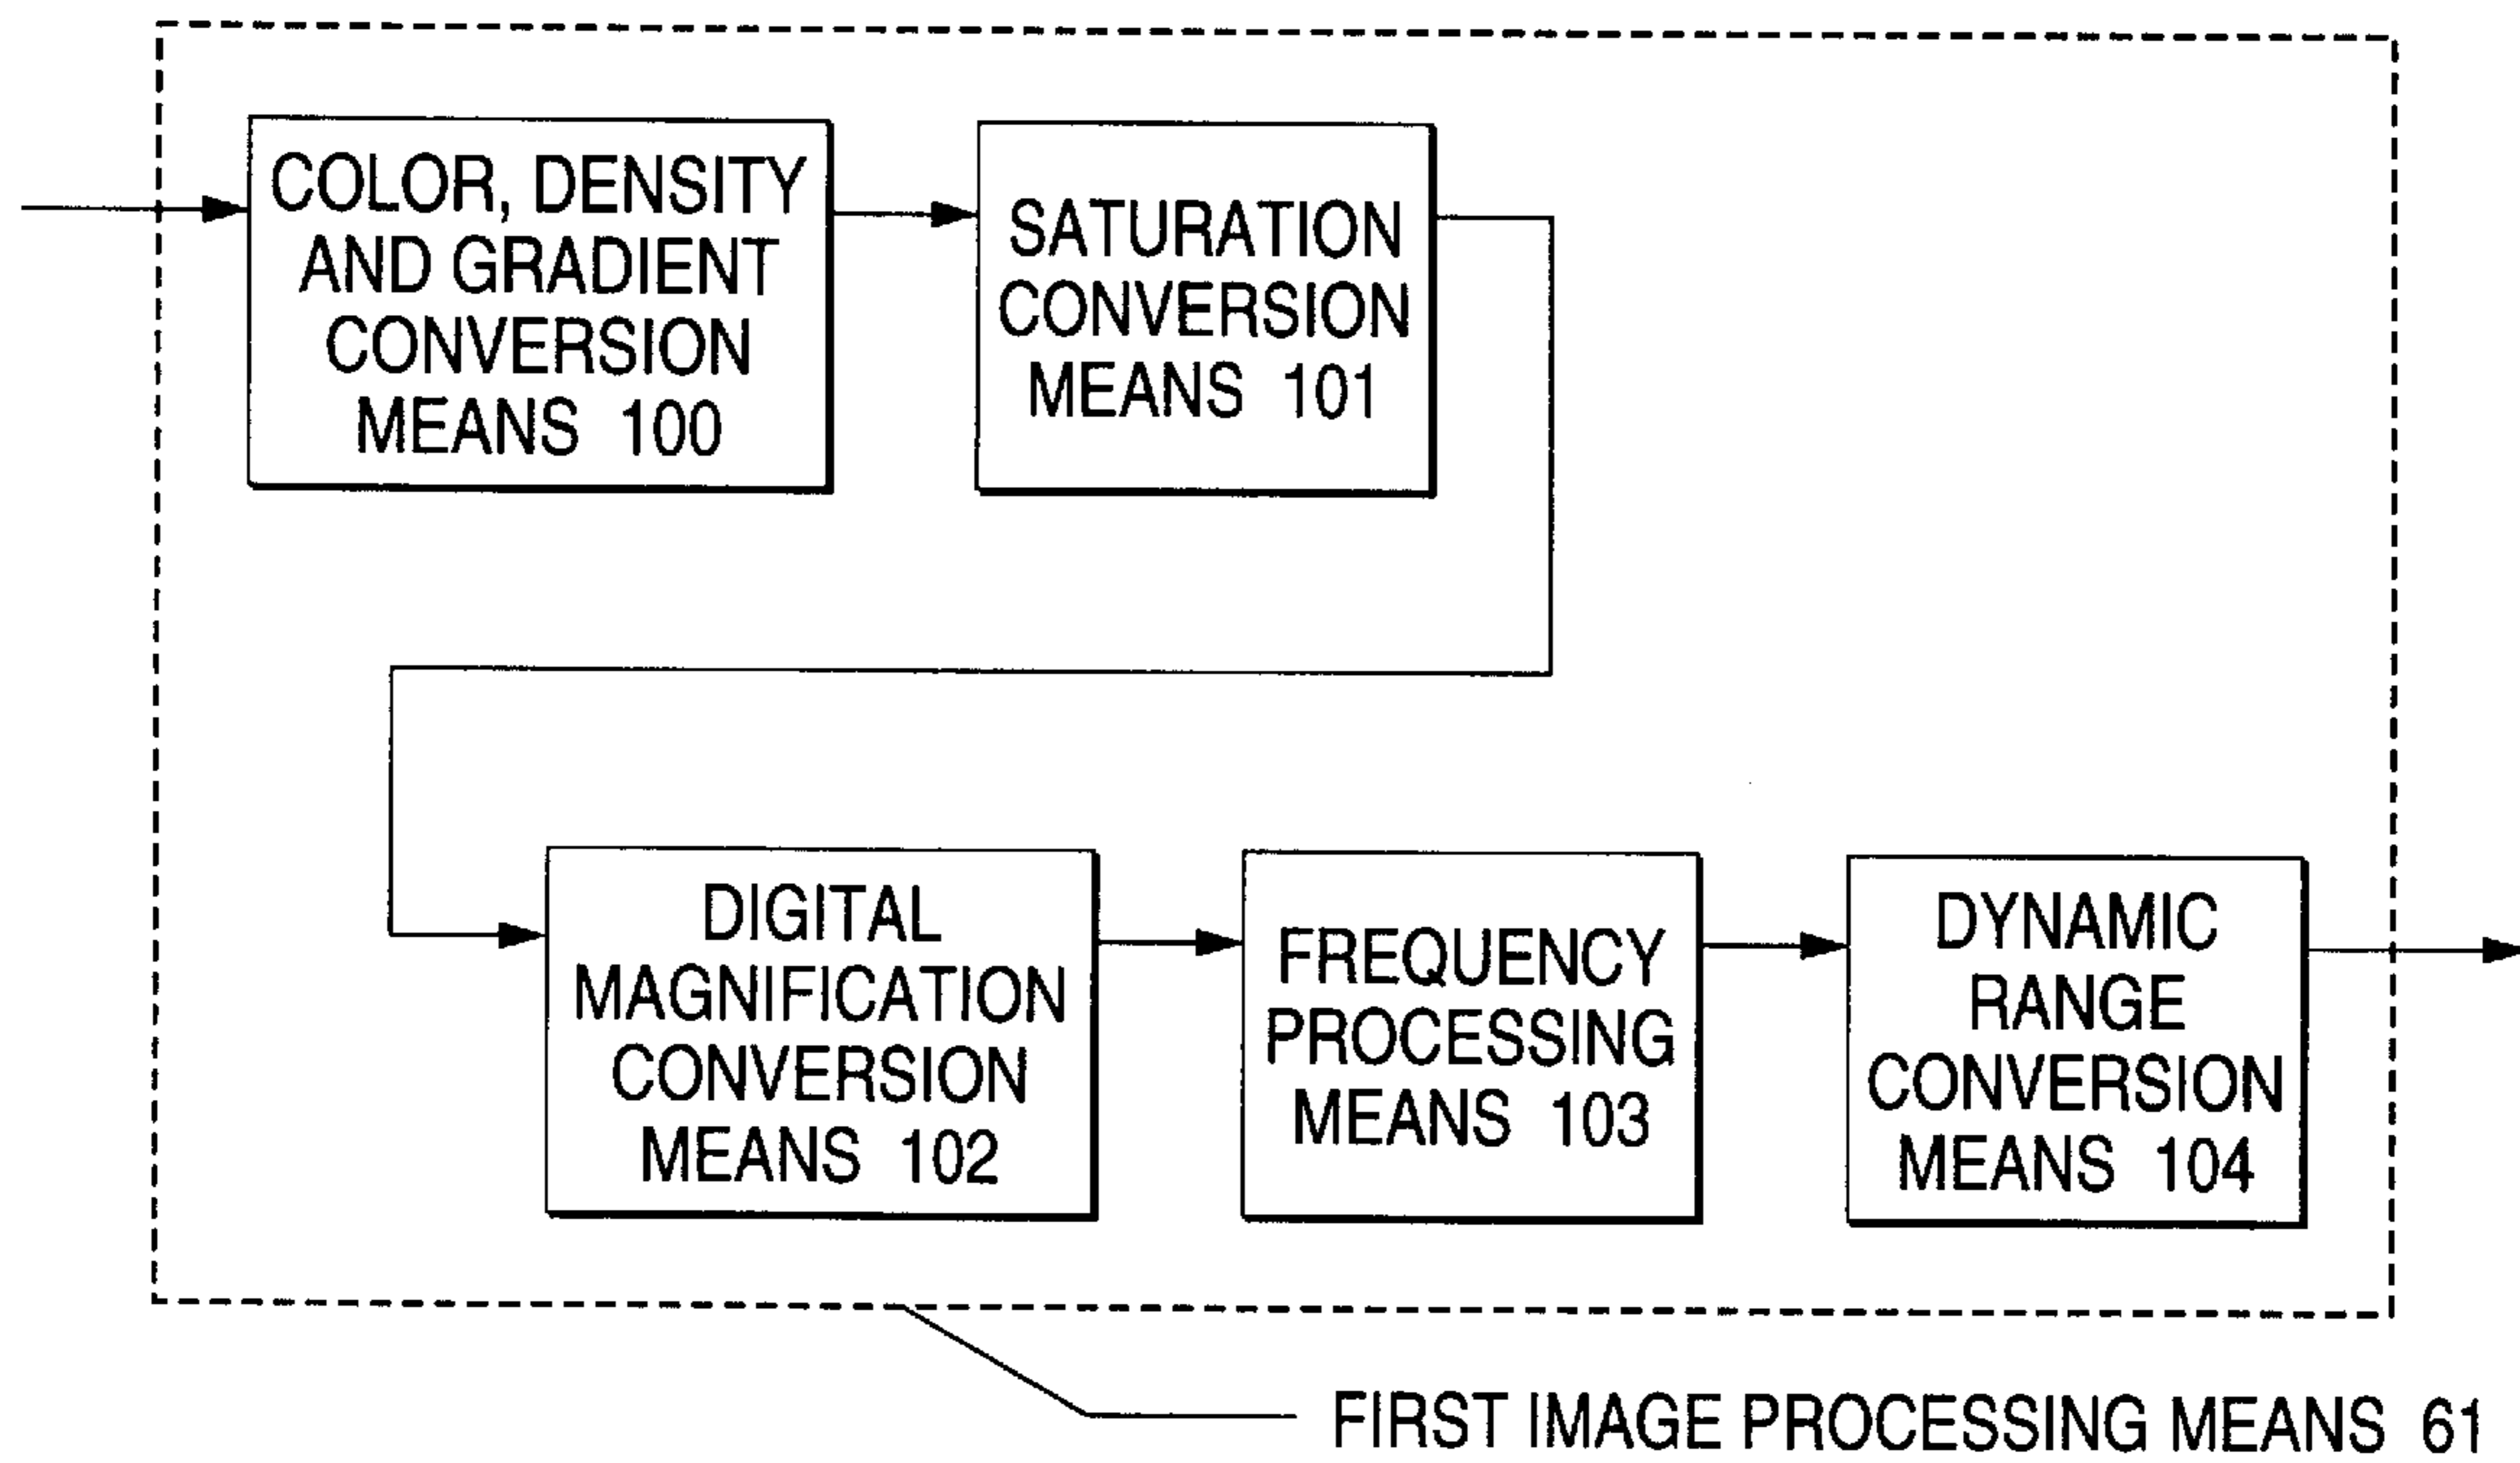 COLOR, DENSITY
AND GRADIENT
CONVERSION
MEANS 100
SATURATION
CONVERSION
MEANS 101
DIGITAL
MAGNIFICATION
CONVERSION
MEANS 102
FREQUENCY
PROCESSING
MEANS 103
DYNAMIC
RANGE
CONVERSION
MEANS 104
FIRST IMAGE PROCESSING MEANS 61